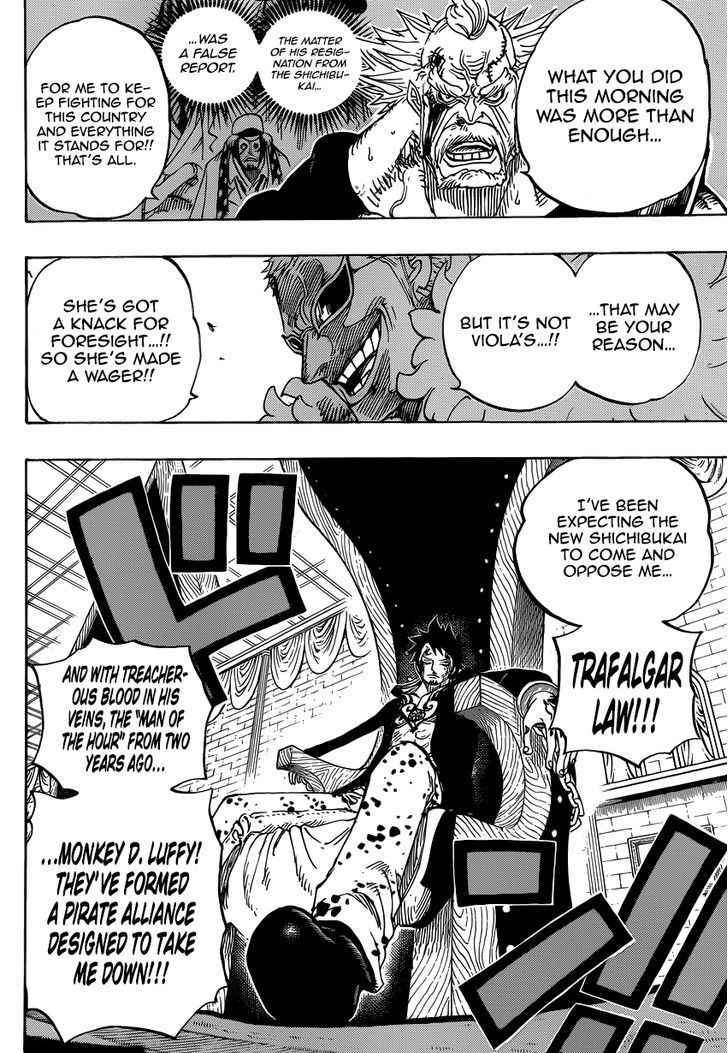 WHAT YOU DID
THIS MORNING
WAS MORE THAN
ENOUGH...
THE MATTER
OF HIS RESIG-
NATION FROM
THE SHICHIBU-
KAI...
...WAS
A FALSE
REPORT.
FOR ME TO KE-
EP FIGHTING FOR
THIS COUNTRY
AND EVERYTHING
IT STANDS FOR!!
THAT'S ALL.
...THAT MAY
BE YOUR
REASON...
BUT IT'S NOT
VIOLA'S...!!
SHE'S GOT
A KNACK FOR
FORESIGHT...!!
SO SHE'S MADE
A WAGER!!
I'VE BEEN
EXPECTING THE
NEW SHICHIBUKAI
TO COME AND
OPPOSE ME...
TRAFALGAR
LAW!!!
AND WITH TREACHER-
OUS BLOOD IN HIS
VEINS, THE "MAN OF
THE HOUR" FROM TWO
YEARS AGO...
...MONKEY D. LUFFY!
THEY'VE FORMED
A PIRATE ALLIANCE
DESIGNED TO TAKE
ME DOWN!!!
ドン!!